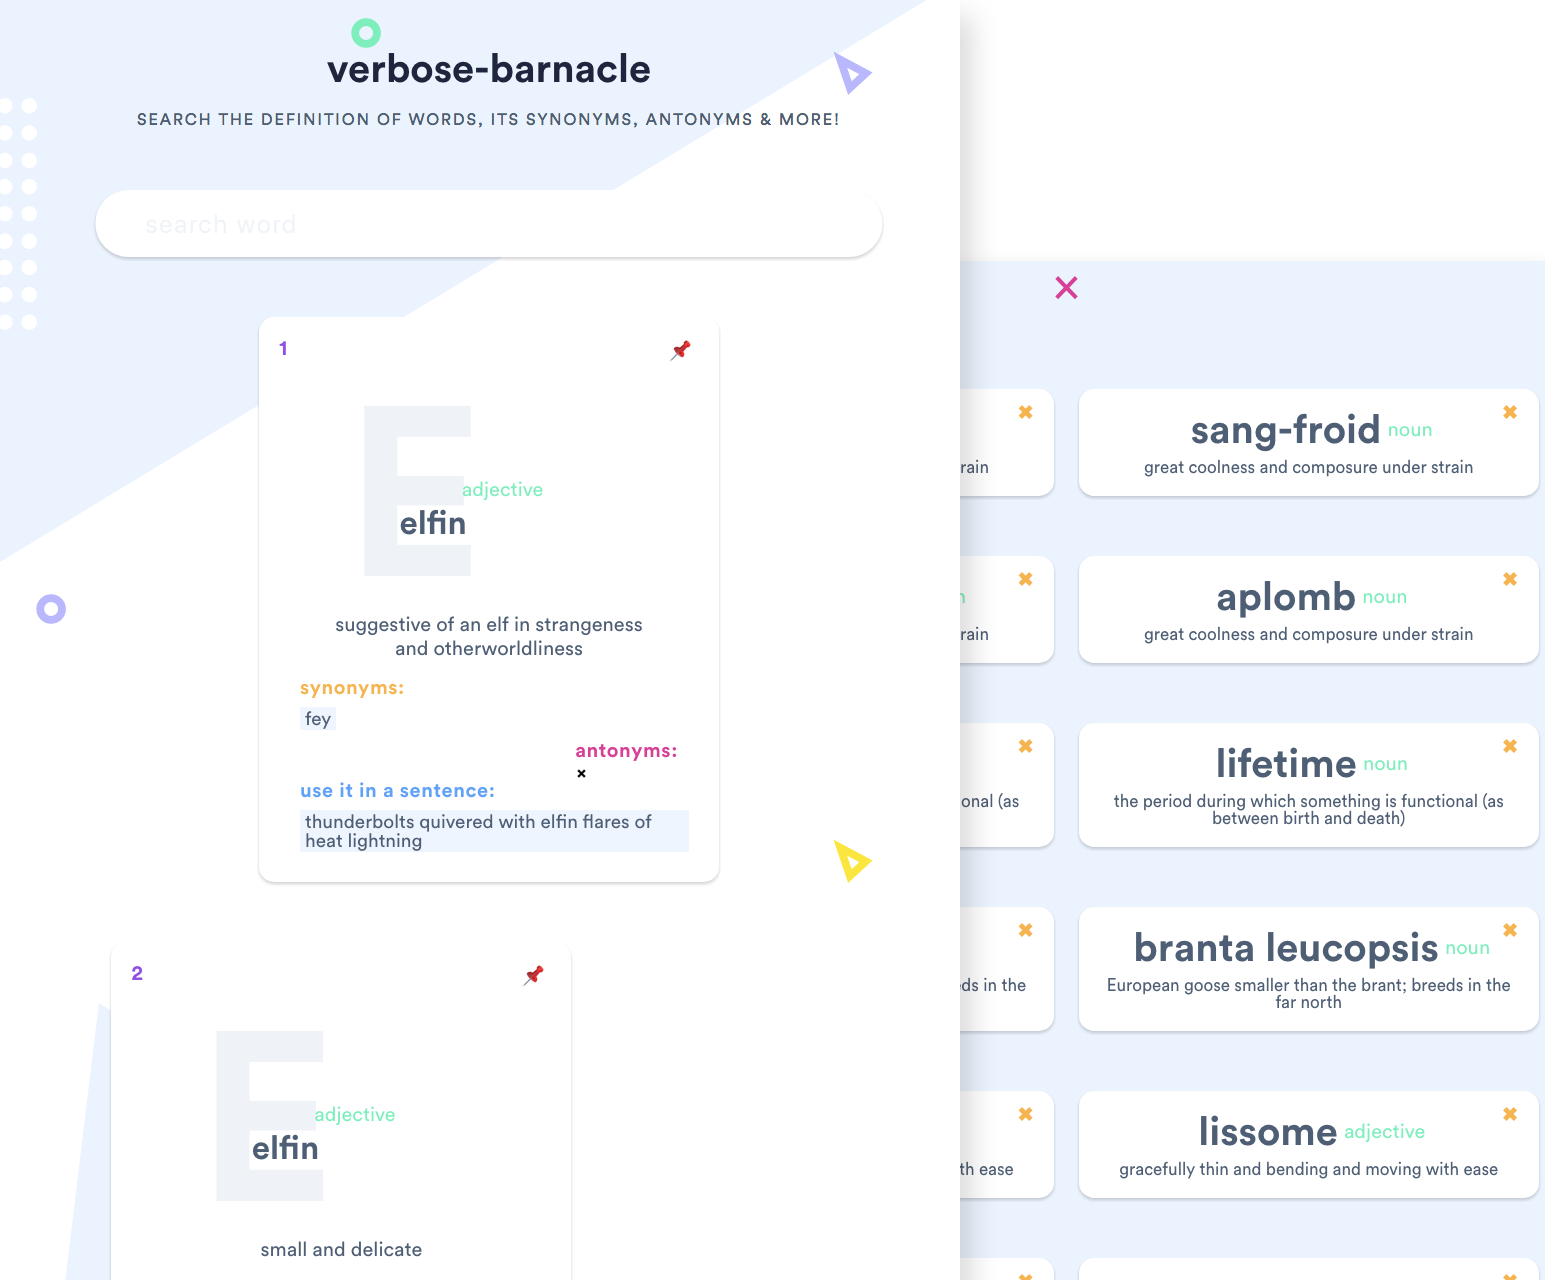 verbose-barnacle
SEARCH THE DEFINITION OF WORDS, ITS SYNONYMS, ANTONYMS & MORE!
search word
1
E
adjective
elfin
suggestive of an elf in strangeness
and otherworldliness
synonyms:
fey
antonyms:
use it in a sentence:
thunderbolts quivered with elfin flares of
heat lightning
2
E
adjective
elfin
small and delicate
sang-froid noun
great coolness and composure under strain
aplomb noun
great coolness and composure under strain
onal (as
lifetime noun
the period during which something is functional (as
between birth and death)
in the
branta leucopsis noun
European goose smaller than the brant; breeds in the
far north
ease
lissome adjective
gracefully thin and bending and moving with ease